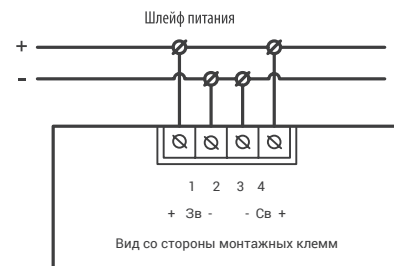 Шлейф питания
+
-
1 2 3 4
+ Зв - - Св +
Вид со стороны монтажных клемм